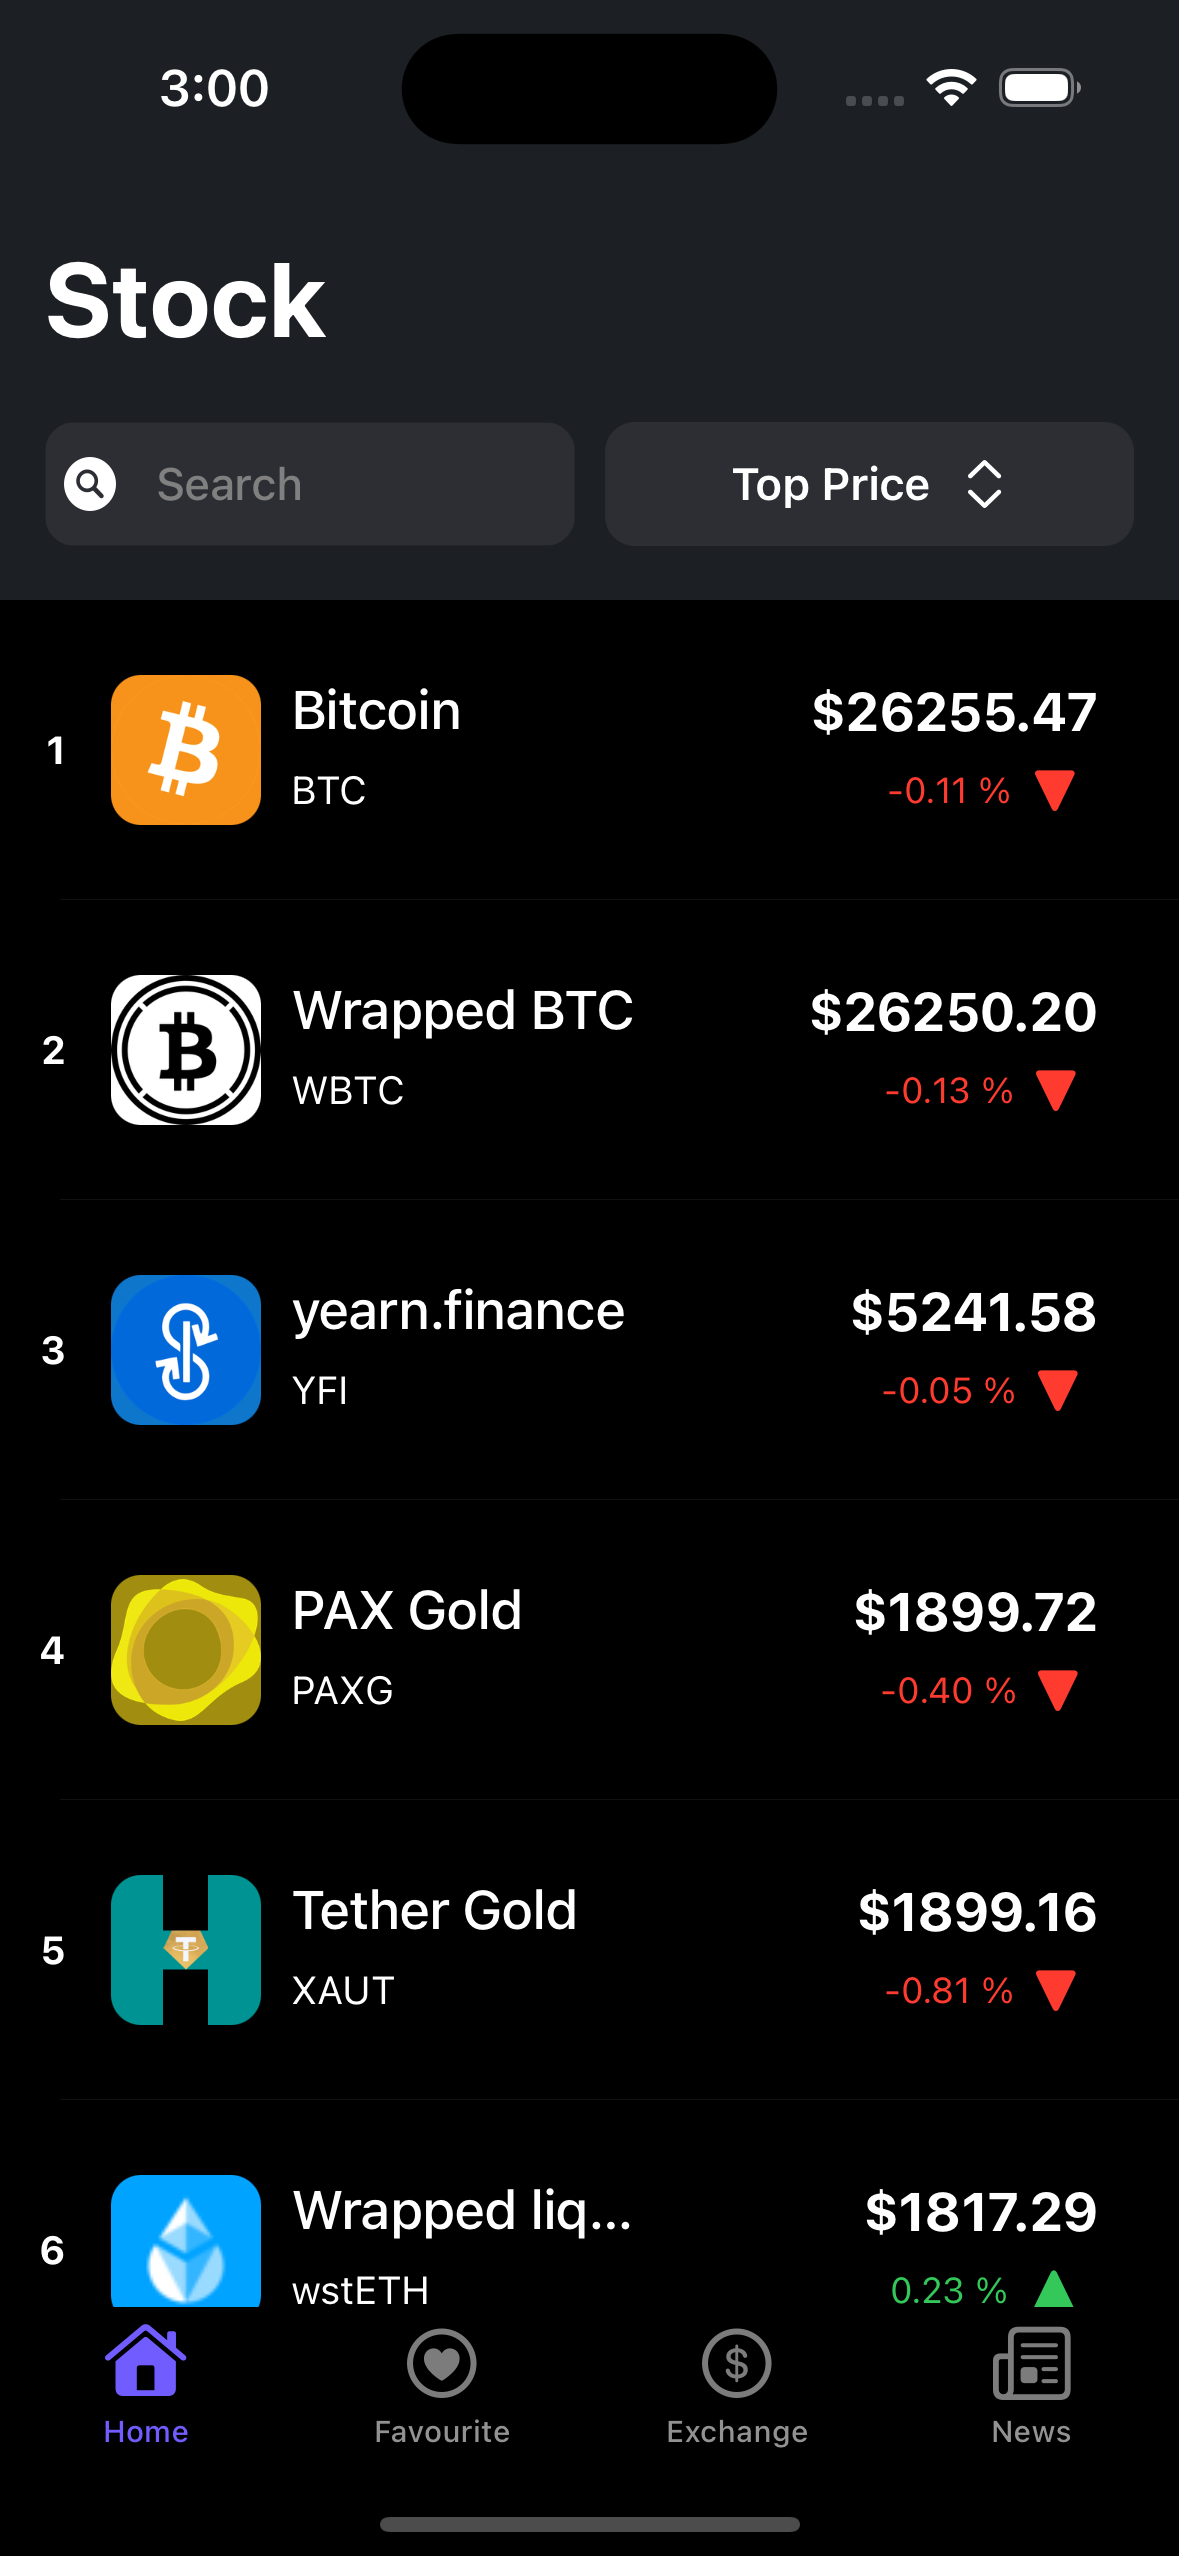 3:00
Stock
Search
Top Price
1
Bitcoin
$26255.47
BTC
-0.11 %
2
Wrapped BTC
$26250.20
WBTC
-0.13 %
3
yearn.finance
$5241.58
YFI
-0.05 %
4
PAX Gold
$1899.72
PAXG
-0.40 %
5
Tether Gold
$1899.16
XAUT
-0.81 %
6
Wrapped liq...
$1817.29
wstETH
0.23 %
Home
Favourite
Exchange
News